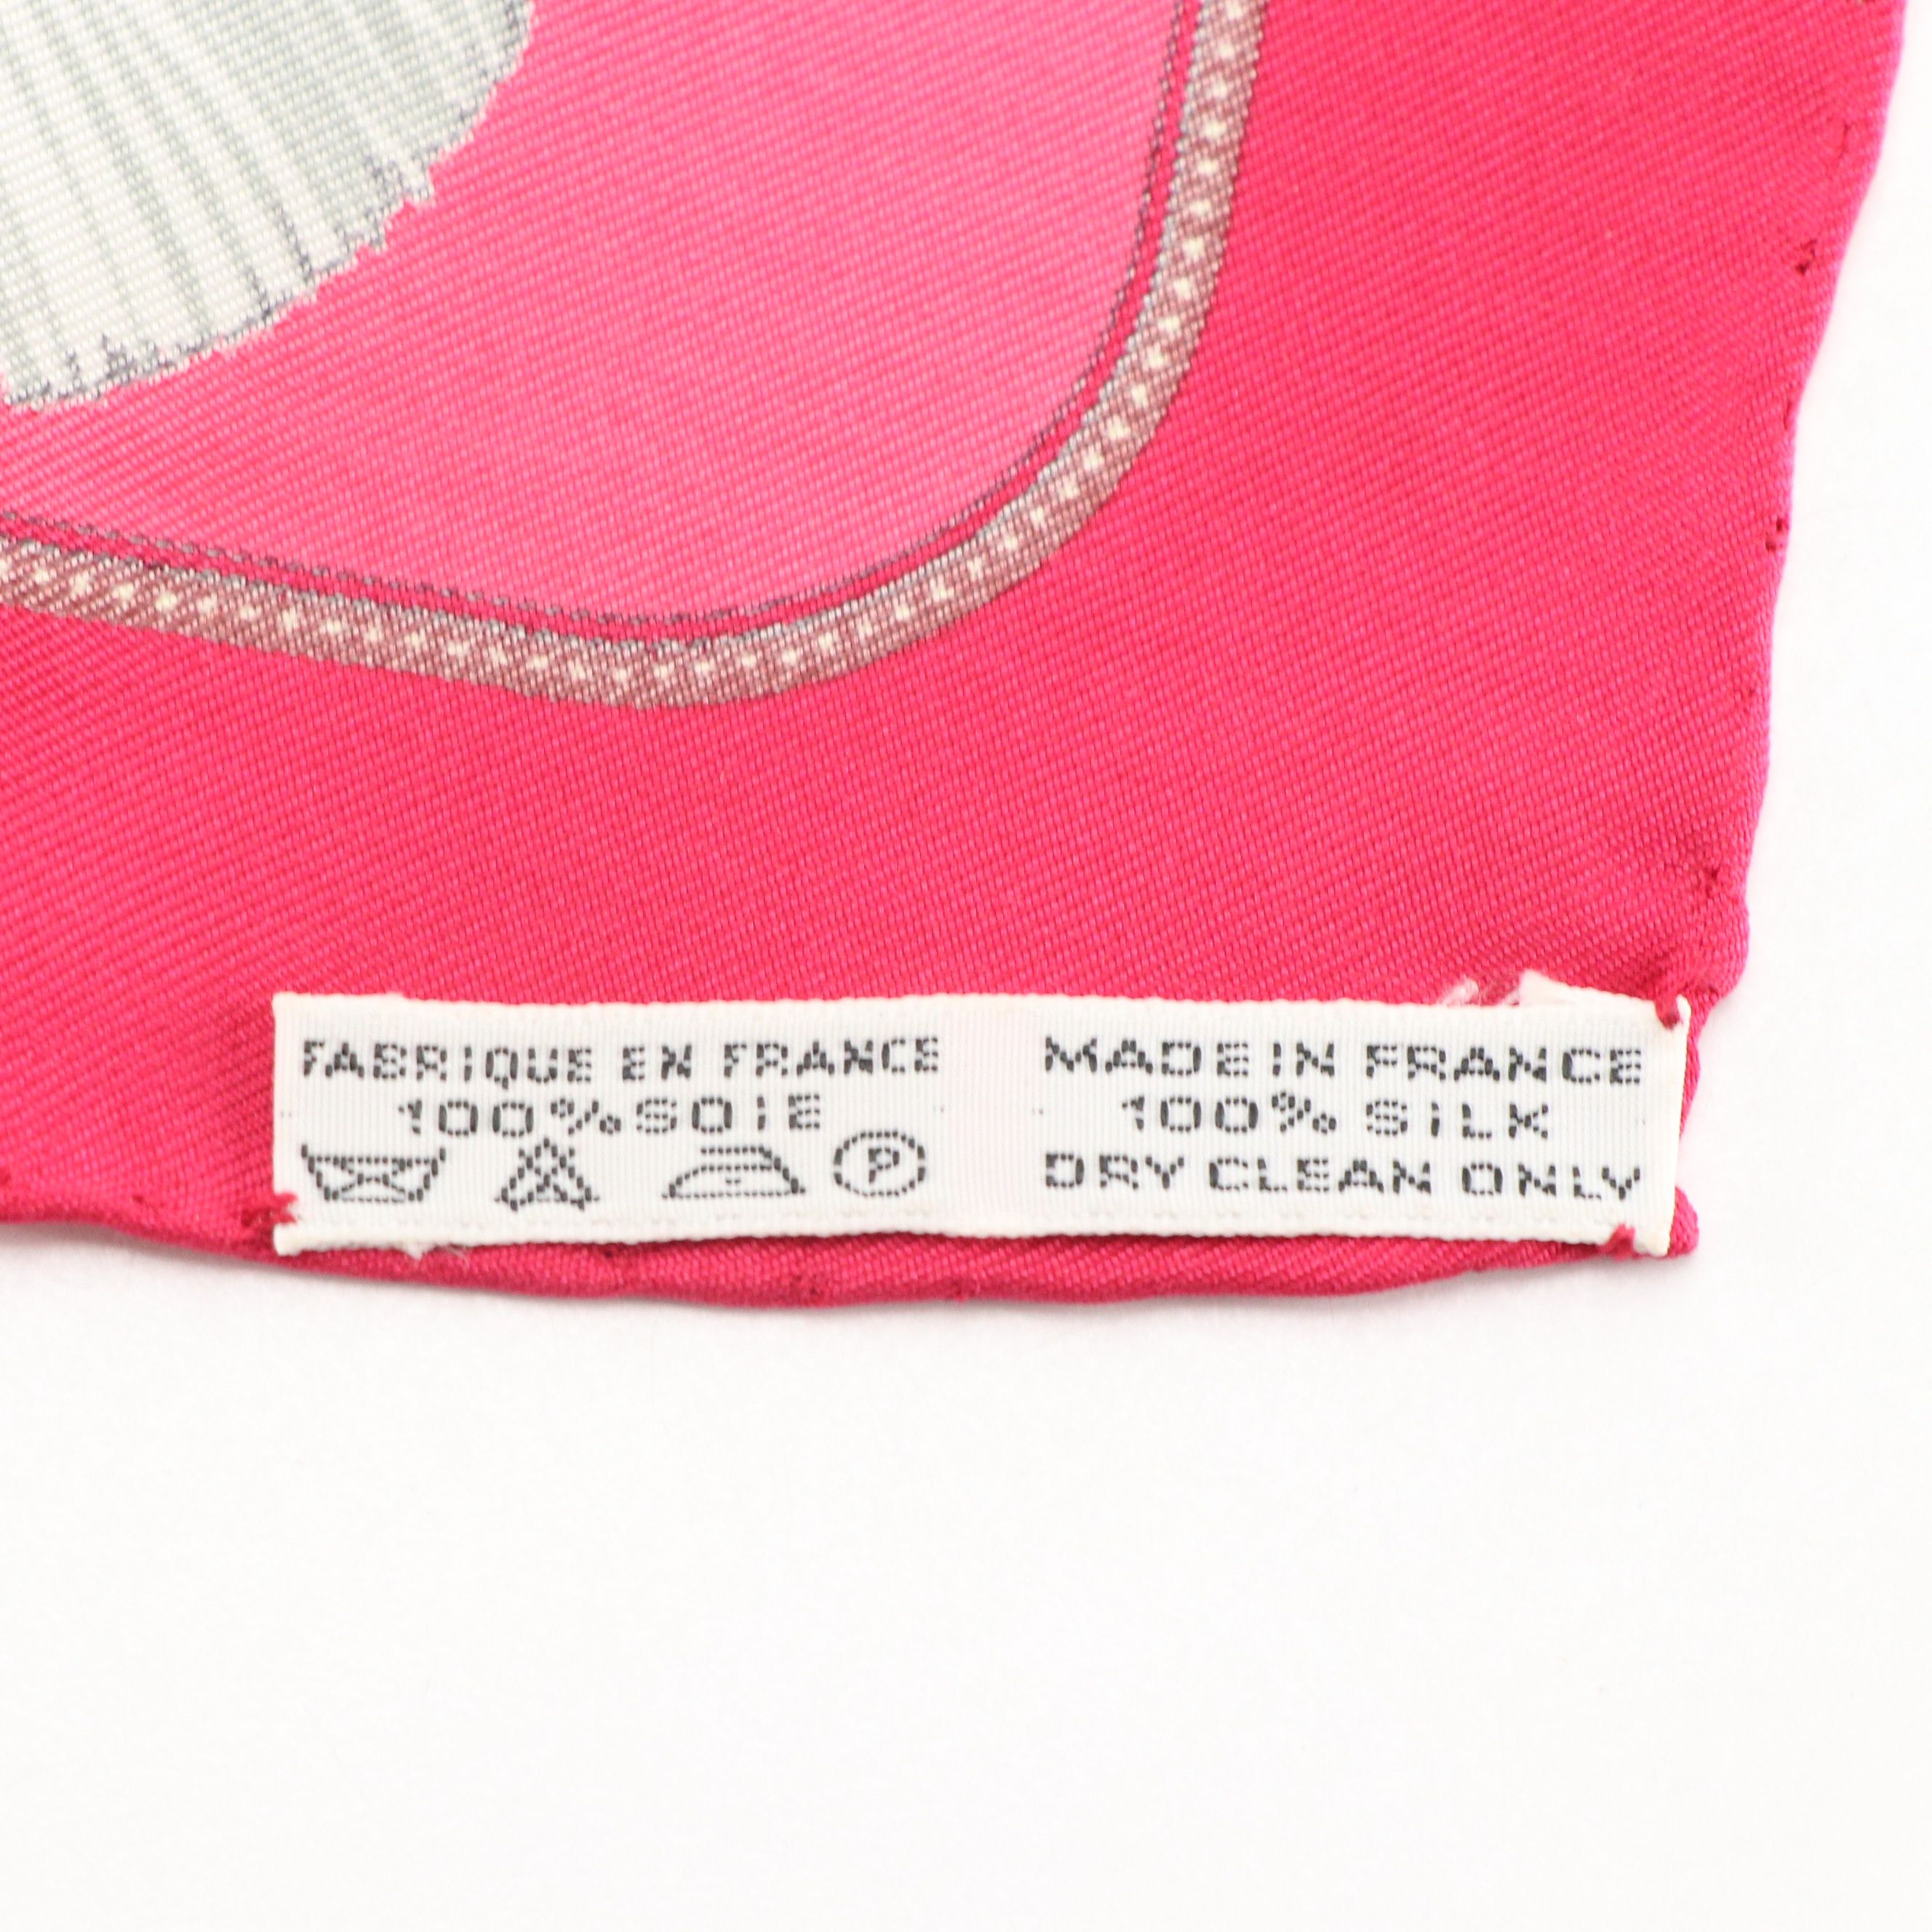 FABRIQUE EN FRANCE
100% SOIE
P
MADE IN FRANCE
100% SILK
DRY CLEAN ONLY